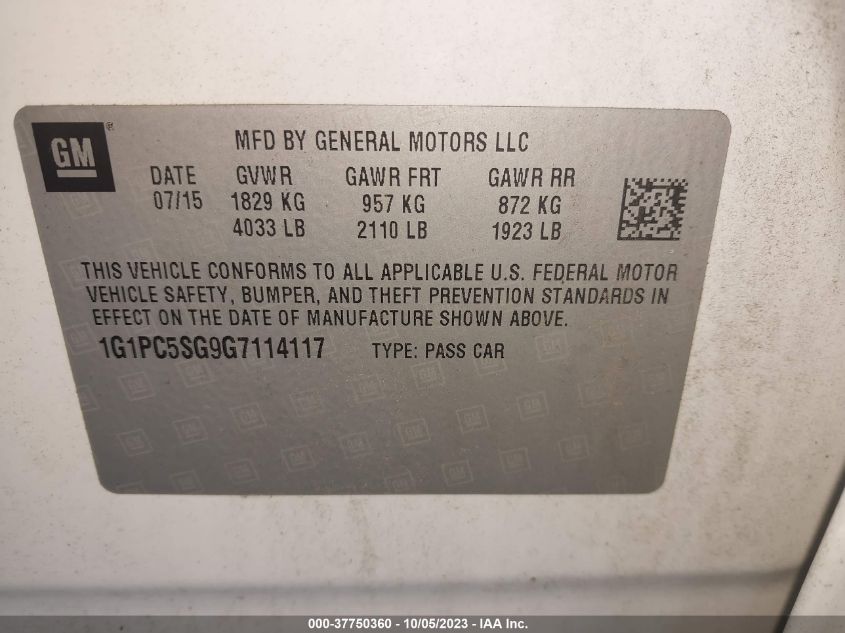 GM
®
MFD BY GENERAL MOTORS LLC
DATE GVWR GAWR FRT GAWR RR
07/15 1829 KG 957 KG 872 KG
4033 LB 2110 LB 1923 LB
THIS VEHICLE CONFORMS TO ALL APPLICABLE U.S. FEDERAL MOTOR
VEHICLE SAFETY, BUMPER, AND THEFT PREVENTION STANDARDS IN
EFFECT ON THE DATE OF MANUFACTURE SHOWN ABOVE.
1G1PC5SG9G7114117 TYPE: PASS CAR
000-37750360 - 10/05/2023 - IAA Inc.